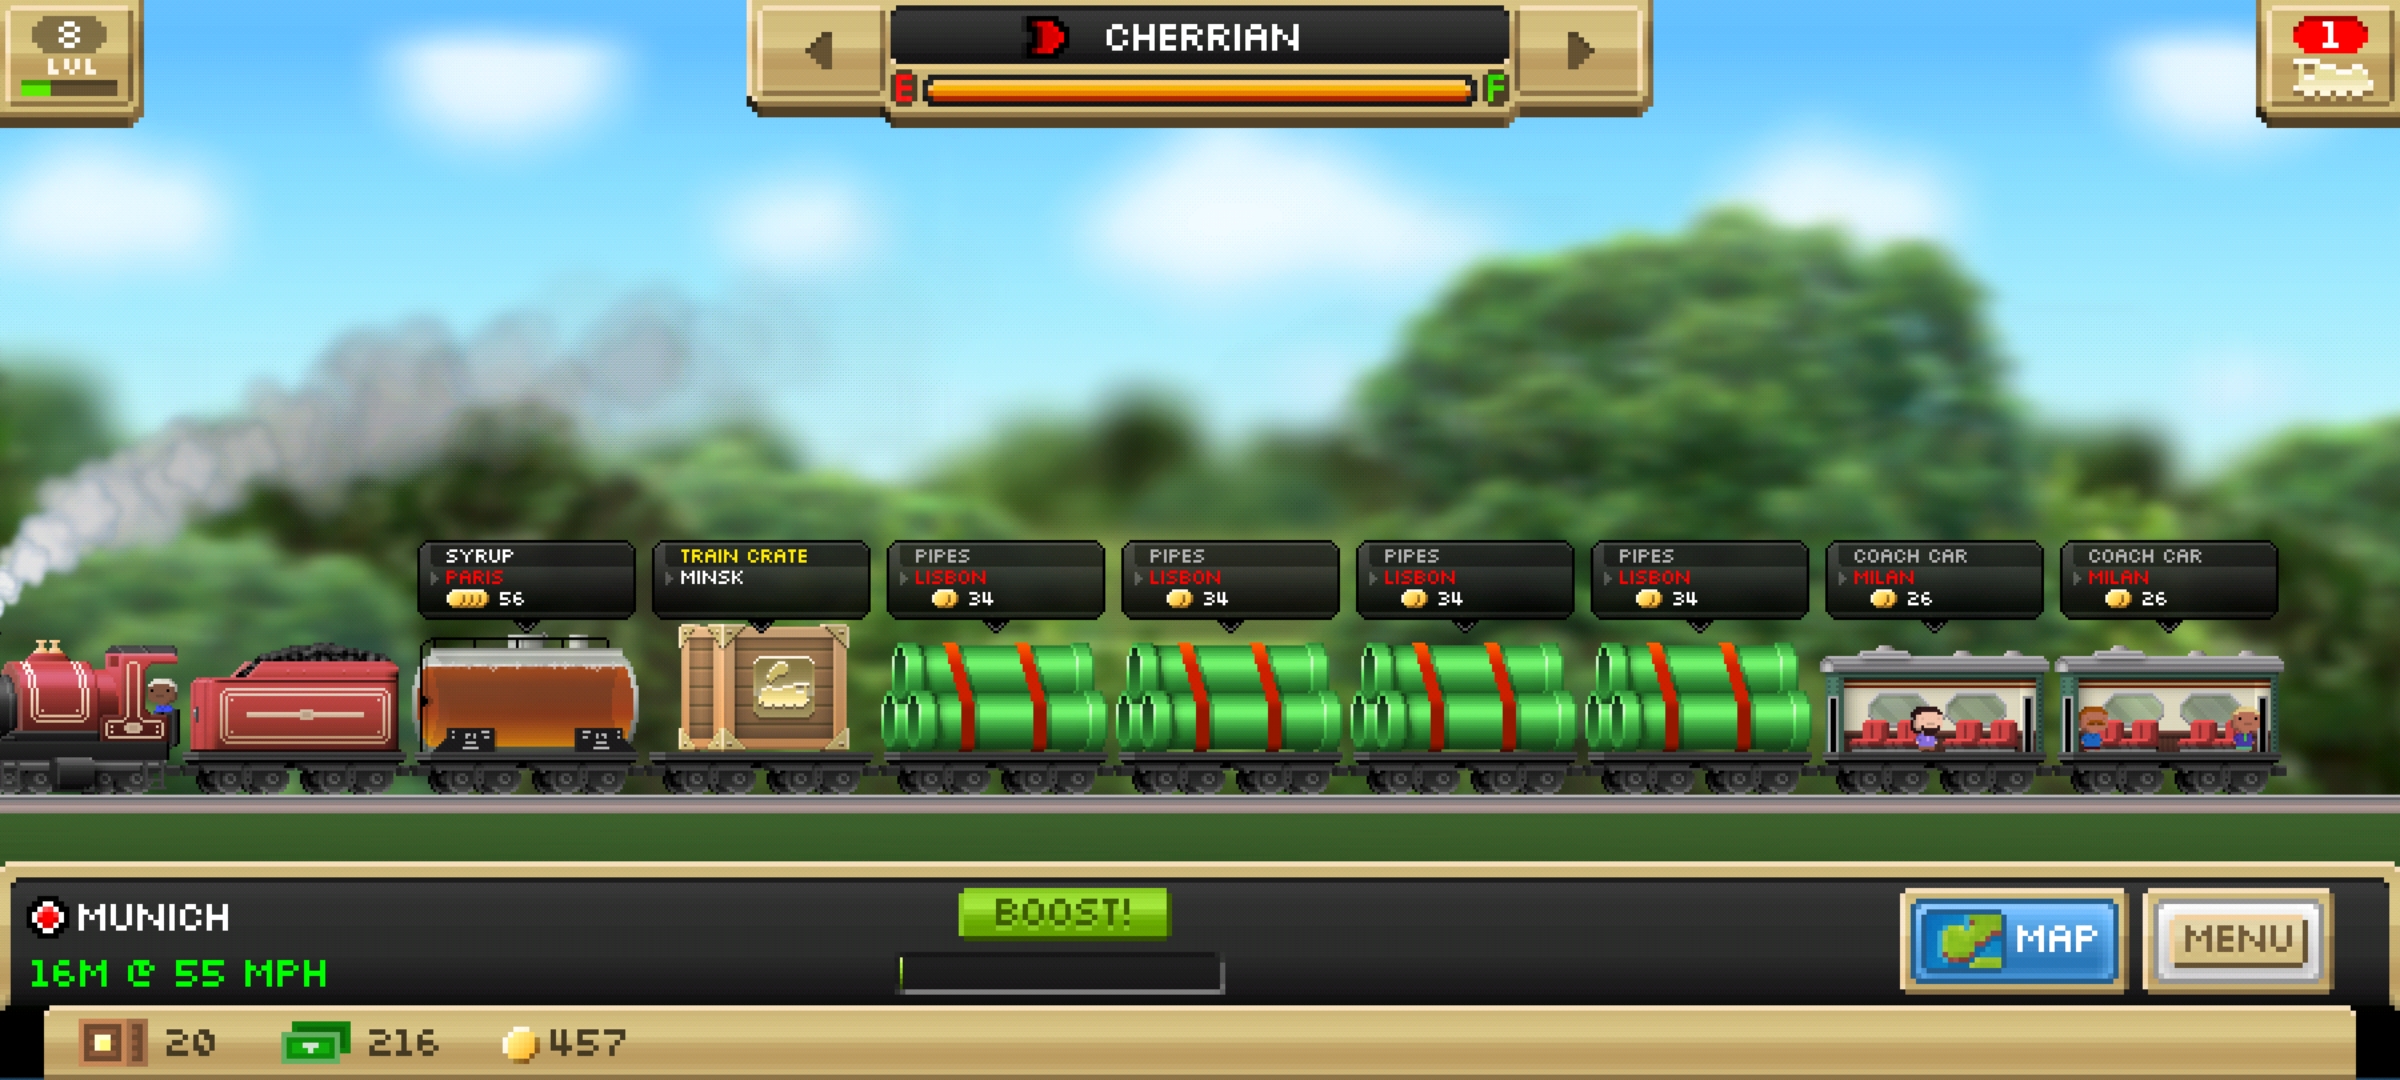 8
LVL
CHERRIAN
E
F
1
SYRUP
PARIS
56
TRAIN CRATE
MINSK
PIPES
LISBON
34
PIPES
LISBON
34
PIPES
LISBON
34
PIPES
LISBON
34
COACH CAR
MILAN
26
COACH CAR
MILAN
26
MUNICH
16M @ 55 MPH
BOOST!
MAP
MENU
20
216
457